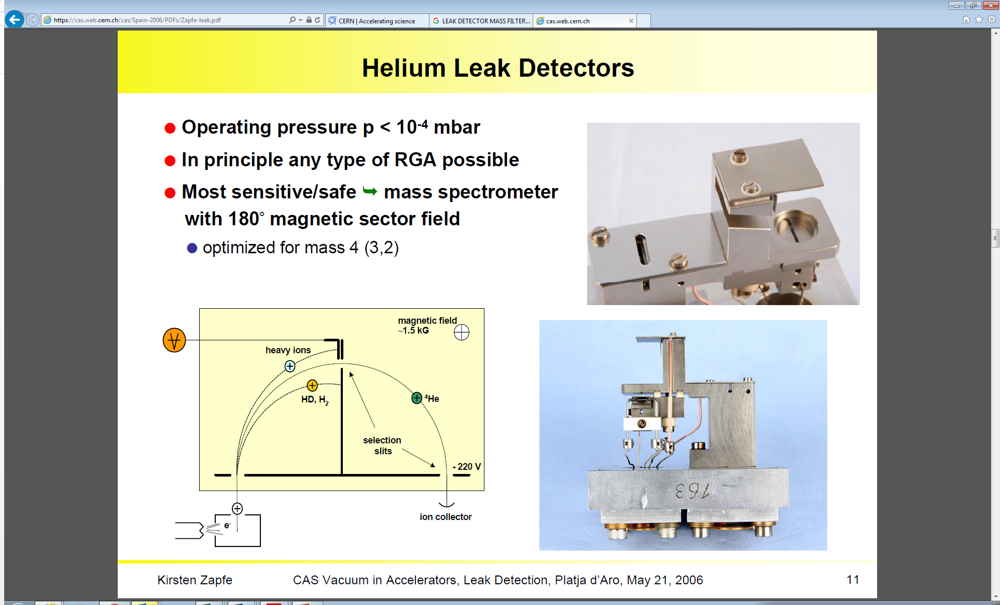 https://cas.web.cern.ch/cas/Spain-2006/PDFs/Zapfe-leak.pdf
CERN | Accelerating science
LEAK DETECTOR MASS FILTER...
cas.web.cern.ch
Helium Leak Detectors
Operating pressure p < 10-4 mbar
In principle any type of RGA possible
Most sensitive/safe ➥ mass spectrometer
with 180° magnetic sector field
optimized for mass 4 (3,2)
magnetic field
~1.5 kG
heavy ions
HD, H2
4He
selection
slits
- 220 V
e-
ion collector
163
Kirsten Zapfe
CAS Vacuum in Accelerators, Leak Detection, Platja d'Aro, May 21, 2006
11